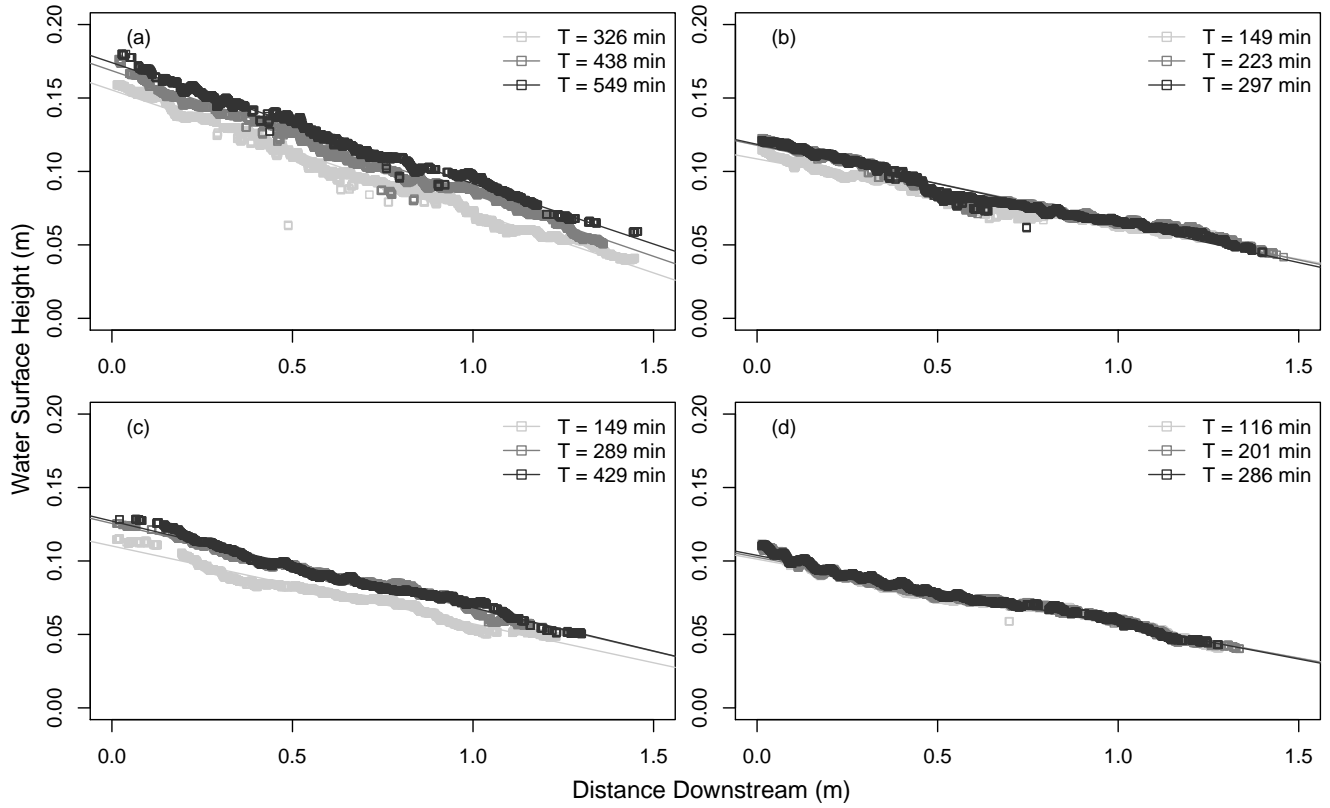 (a)
T = 326 min
T = 438 min
T = 549 min
0.00 0.05 0.10 0.15 0.20
0.0 0.5 1.0 1.5
(b)
T = 149 min
T = 223 min
T = 297 min
0.00 0.05 0.10 0.15 0.20
0.0 0.5 1.0 1.5
(c)
T = 149 min
T = 289 min
T = 429 min
0.00 0.05 0.10 0.15 0.20
0.0 0.5 1.0 1.5
(d)
T = 116 min
T = 201 min
T = 286 min
0.00 0.05 0.10 0.15 0.20
0.0 0.5 1.0 1.5
Water Surface Height (m)
Distance Downstream (m)